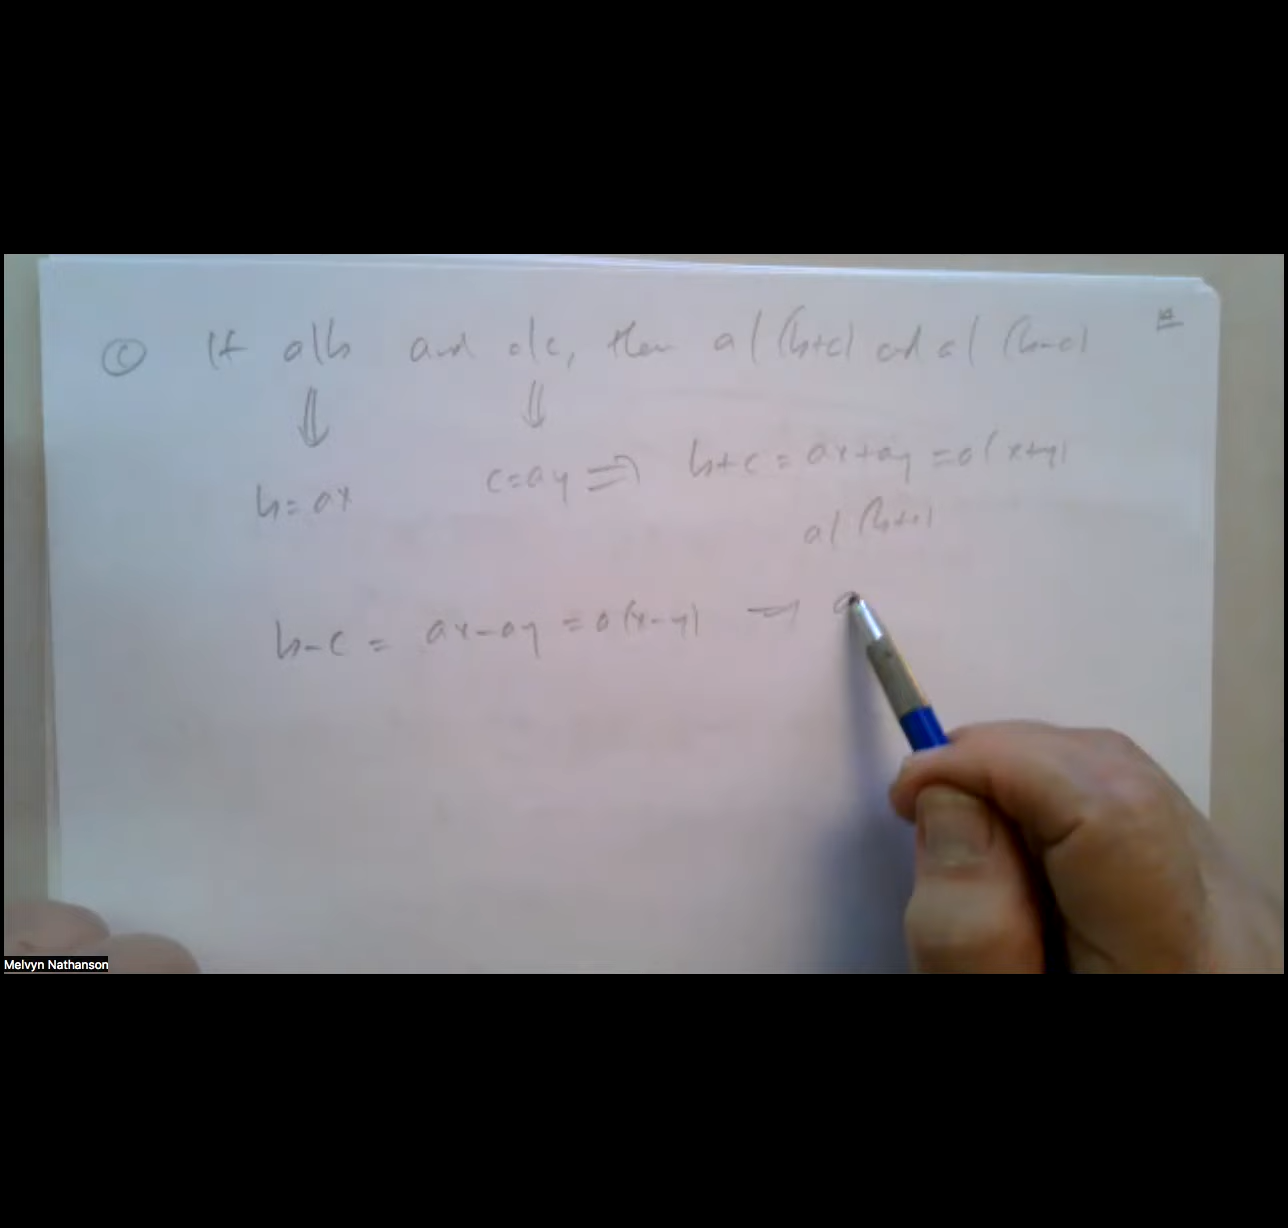 (c) If a|b and a|c, then a|(b+c) and a|(b-c)
⇓ ⇓
b=ax c=ay ⇒ b+c = ax+ay = a(x+y)
a|(b+c)
b-c = ax-ay = a(x-y) ⇒ a
Melvyn Nathanson